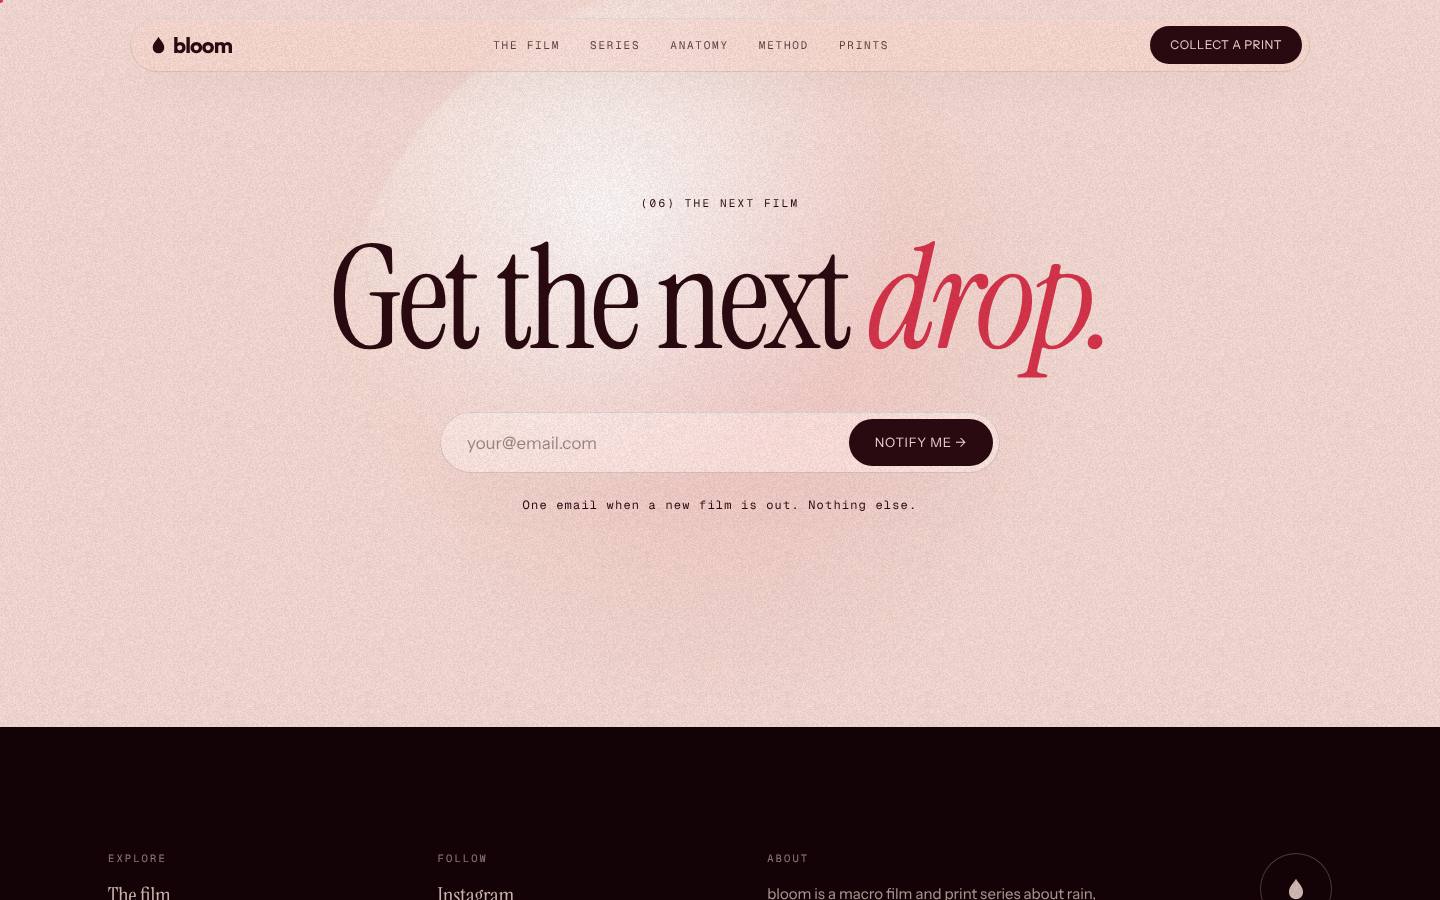 bloom
THE FILM SERIES ANATOMY METHOD PRINTS
COLLECT A PRINT
(06) THE NEXT FILM
Get the next drop.
your@email.com
NOTIFY ME →
One email when a new film is out. Nothing else.
EXPLORE
The film
FOLLOW
Instagram
ABOUT
bloom is a macro film and print series about rain,